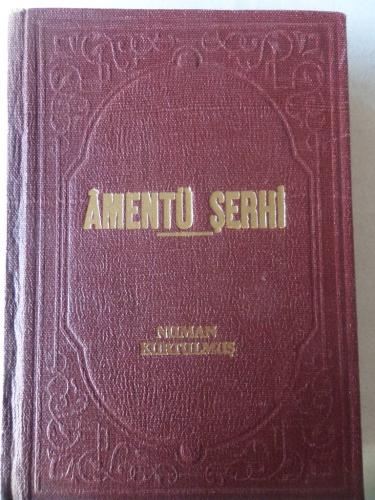 ÂMENTÜ ŞERHİ
NUMAN
KURTULMUŞ